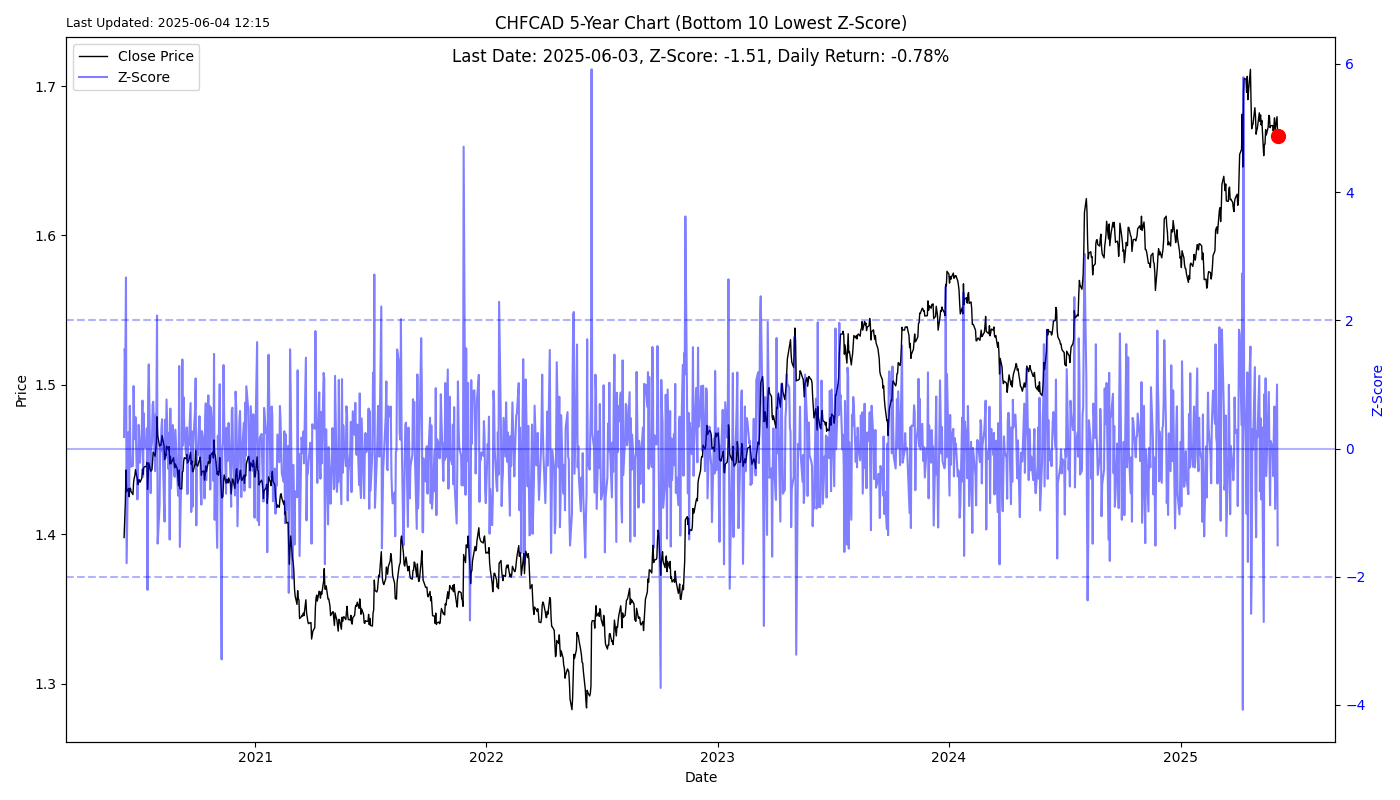 Last Updated: 2025-06-04 12:15
CHFCAD 5-Year Chart (Bottom 10 Lowest Z-Score)
Last Date: 2025-06-03, Z-Score: -1.51, Daily Return: -0.78%
Close Price
Z-Score
1.7
1.6
1.5
1.4
1.3
Price
6
4
2
0
−2
−4
Z-Score
2021
2022
2023
2024
2025
Date